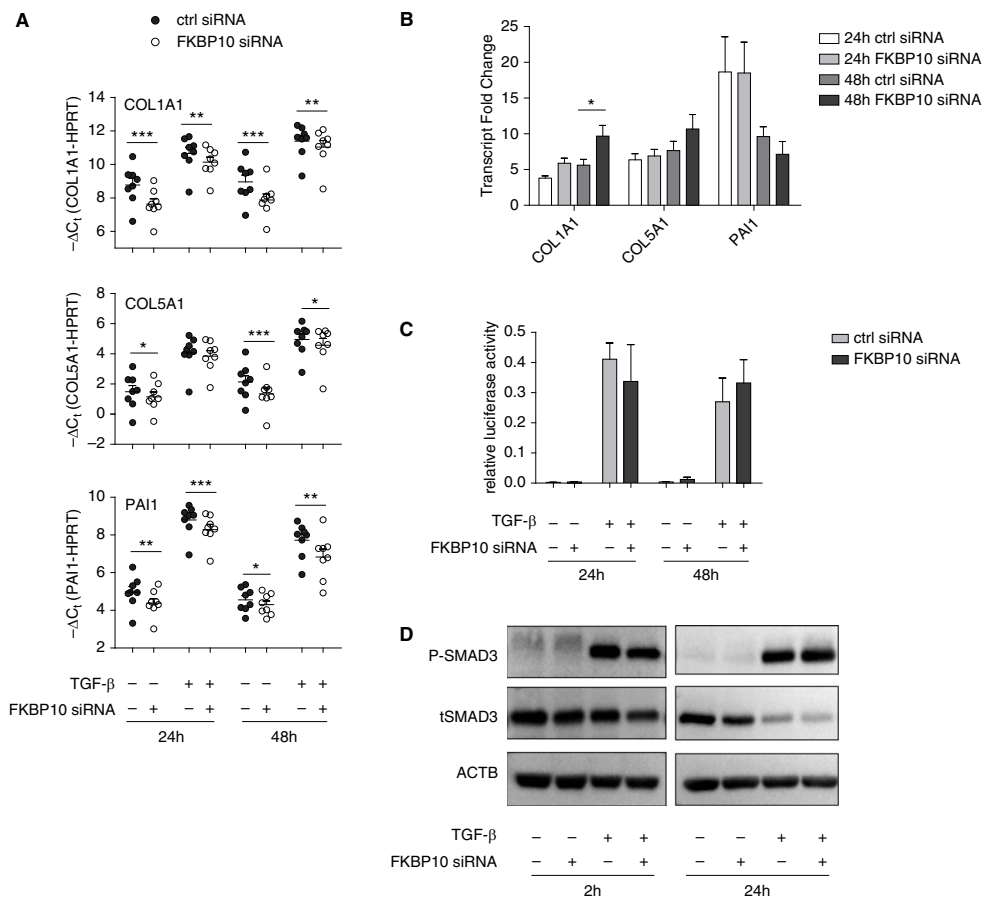 A
ctrl siRNA
FKBP10 siRNA
COL1A1
−ΔCt (COL1A1-HPRT)
14
12
10
8
6
*** ** *** **
COL5A1
−ΔCt (COL5A1-HPRT)
8
6
4
2
0
−2
* *** *
PAI1
−ΔCt (PAI1-HPRT)
10
8
6
4
2
** *** * **
TGF-β − − + + − − + +
FKBP10 siRNA − + − + − + − +
24h 48h
B
Transcript Fold Change
25
20
15
10
5
0
*
COL1A1 COL5A1 PAI1
24h ctrl siRNA
24h FKBP10 siRNA
48h ctrl siRNA
48h FKBP10 siRNA
C
relative luciferase activity
0.5
0.4
0.3
0.2
0.1
0.0
ctrl siRNA
FKBP10 siRNA
TGF-β − − + + − − + +
FKBP10 siRNA − + − + − + − +
24h 48h
D
P-SMAD3
tSMAD3
ACTB
TGF-β − − + + − − + +
FKBP10 siRNA − + − + − + − +
2h 24h